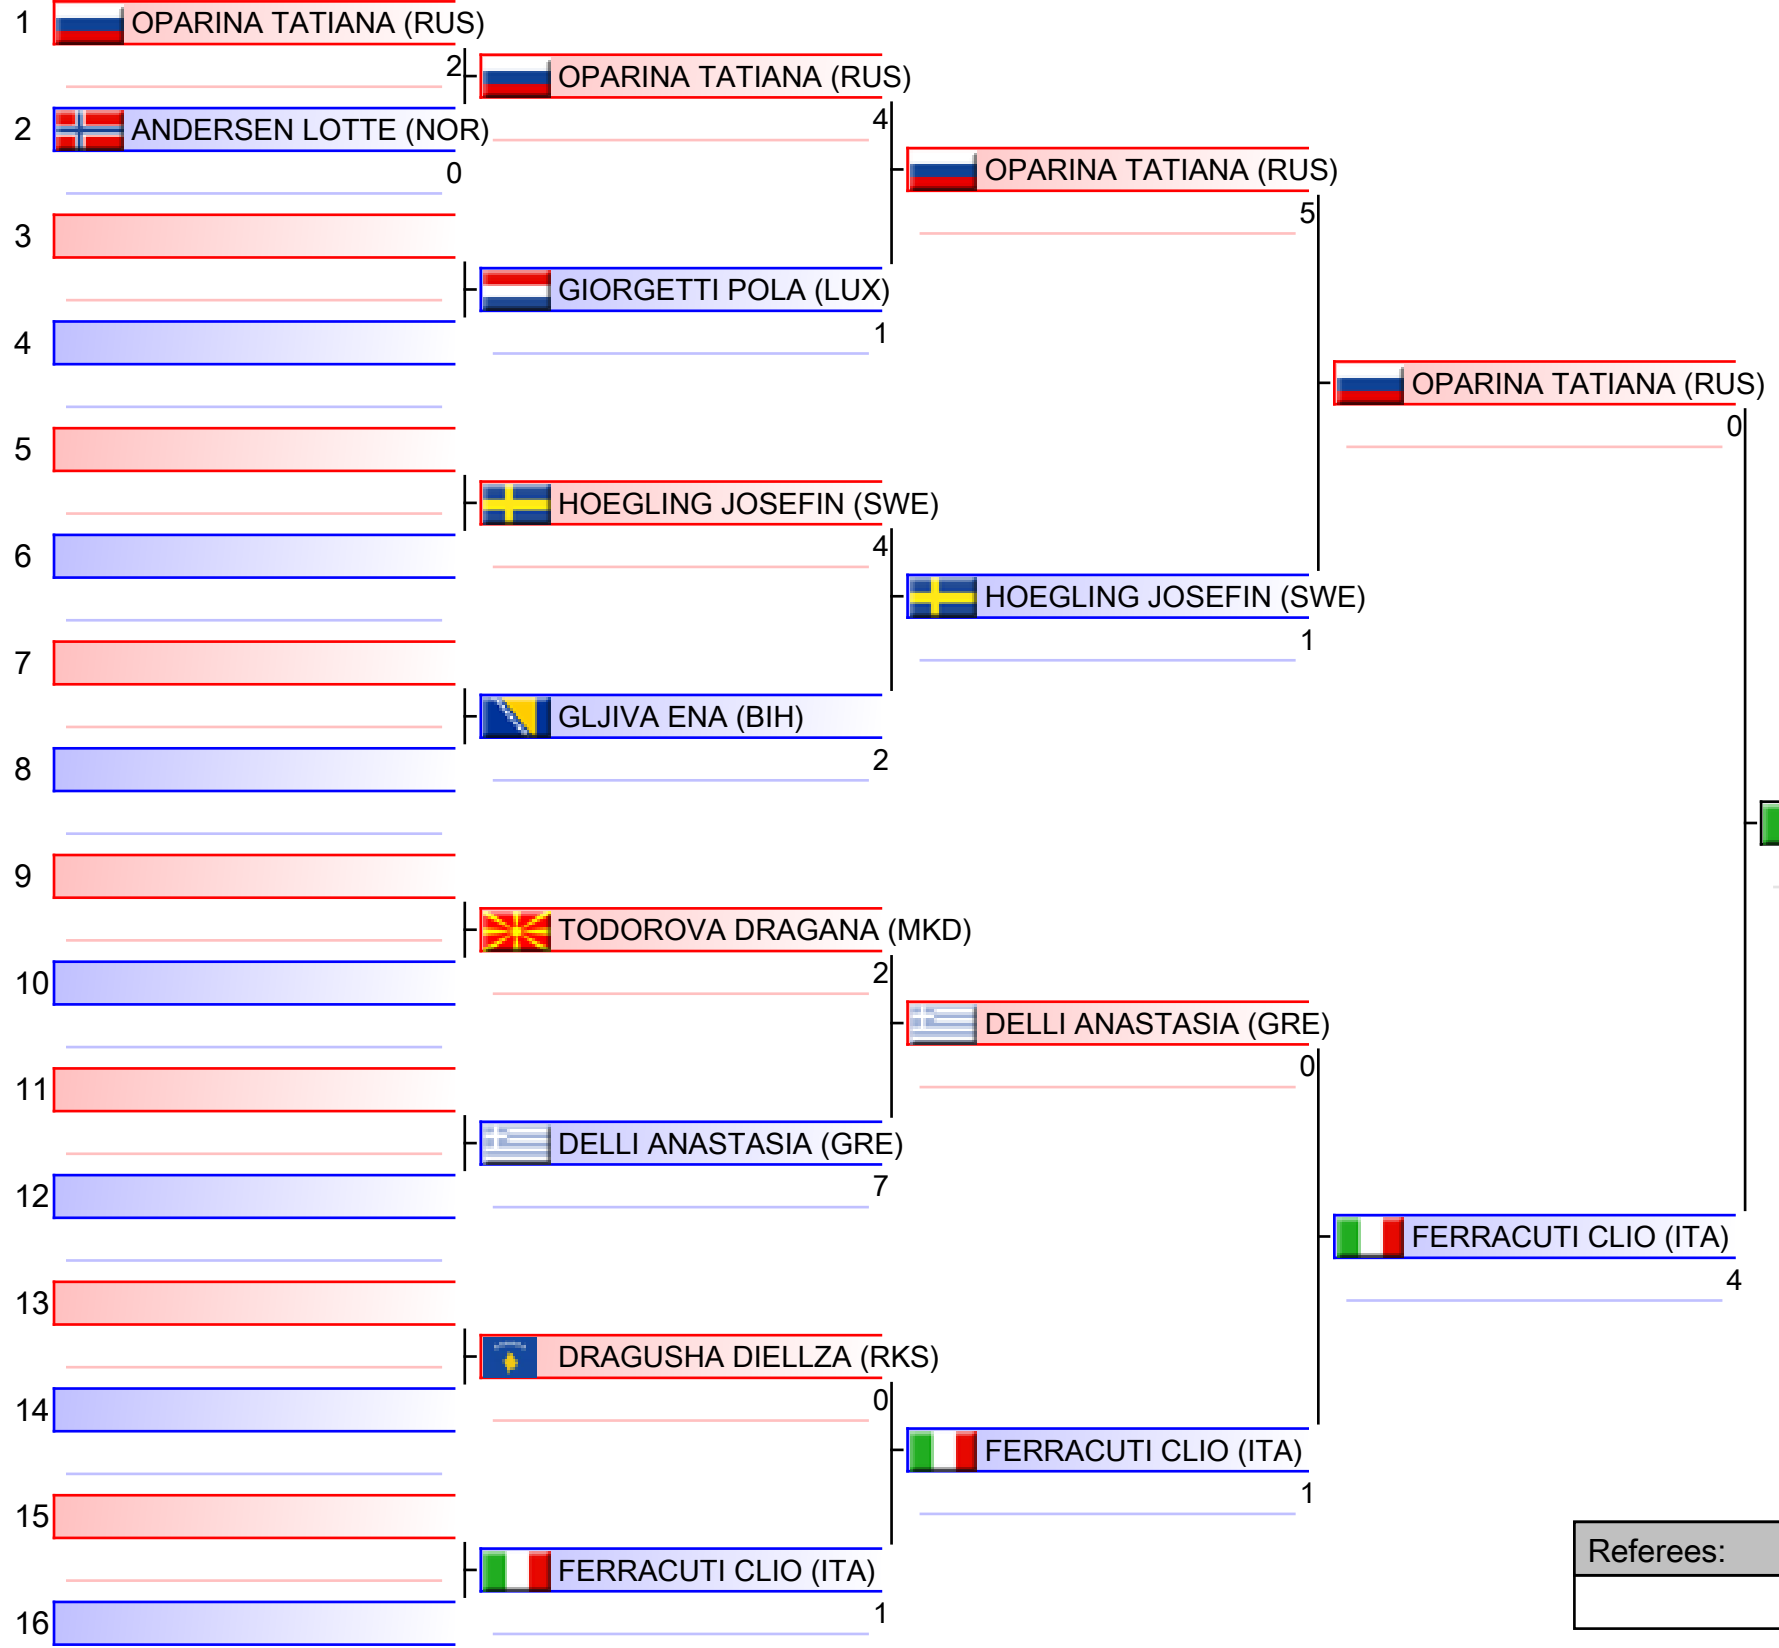 1 OPARINA TATIANA (RUS)
2 OPARINA TATIANA (RUS)
2 ANDERSEN LOTTE (NOR) 4
0 OPARINA TATIANA (RUS)
3 5
GIORGETTI POLA (LUX)
4 1
OPARINA TATIANA (RUS)
0
5
HOEGLING JOSEFIN (SWE)
6 4
HOEGLING JOSEFIN (SWE)
7 1
GLJIVA ENA (BIH)
8 2
9
TODOROVA DRAGANA (MKD)
10 2
DELLI ANASTASIA (GRE)
11 0
DELLI ANASTASIA (GRE)
12 7
FERRACUTI CLIO (ITA)
13 4
DRAGUSHA DIELLZA (RKS)
14 0
FERRACUTI CLIO (ITA)
15 1
Referees:
FERRACUTI CLIO (ITA)
16 1